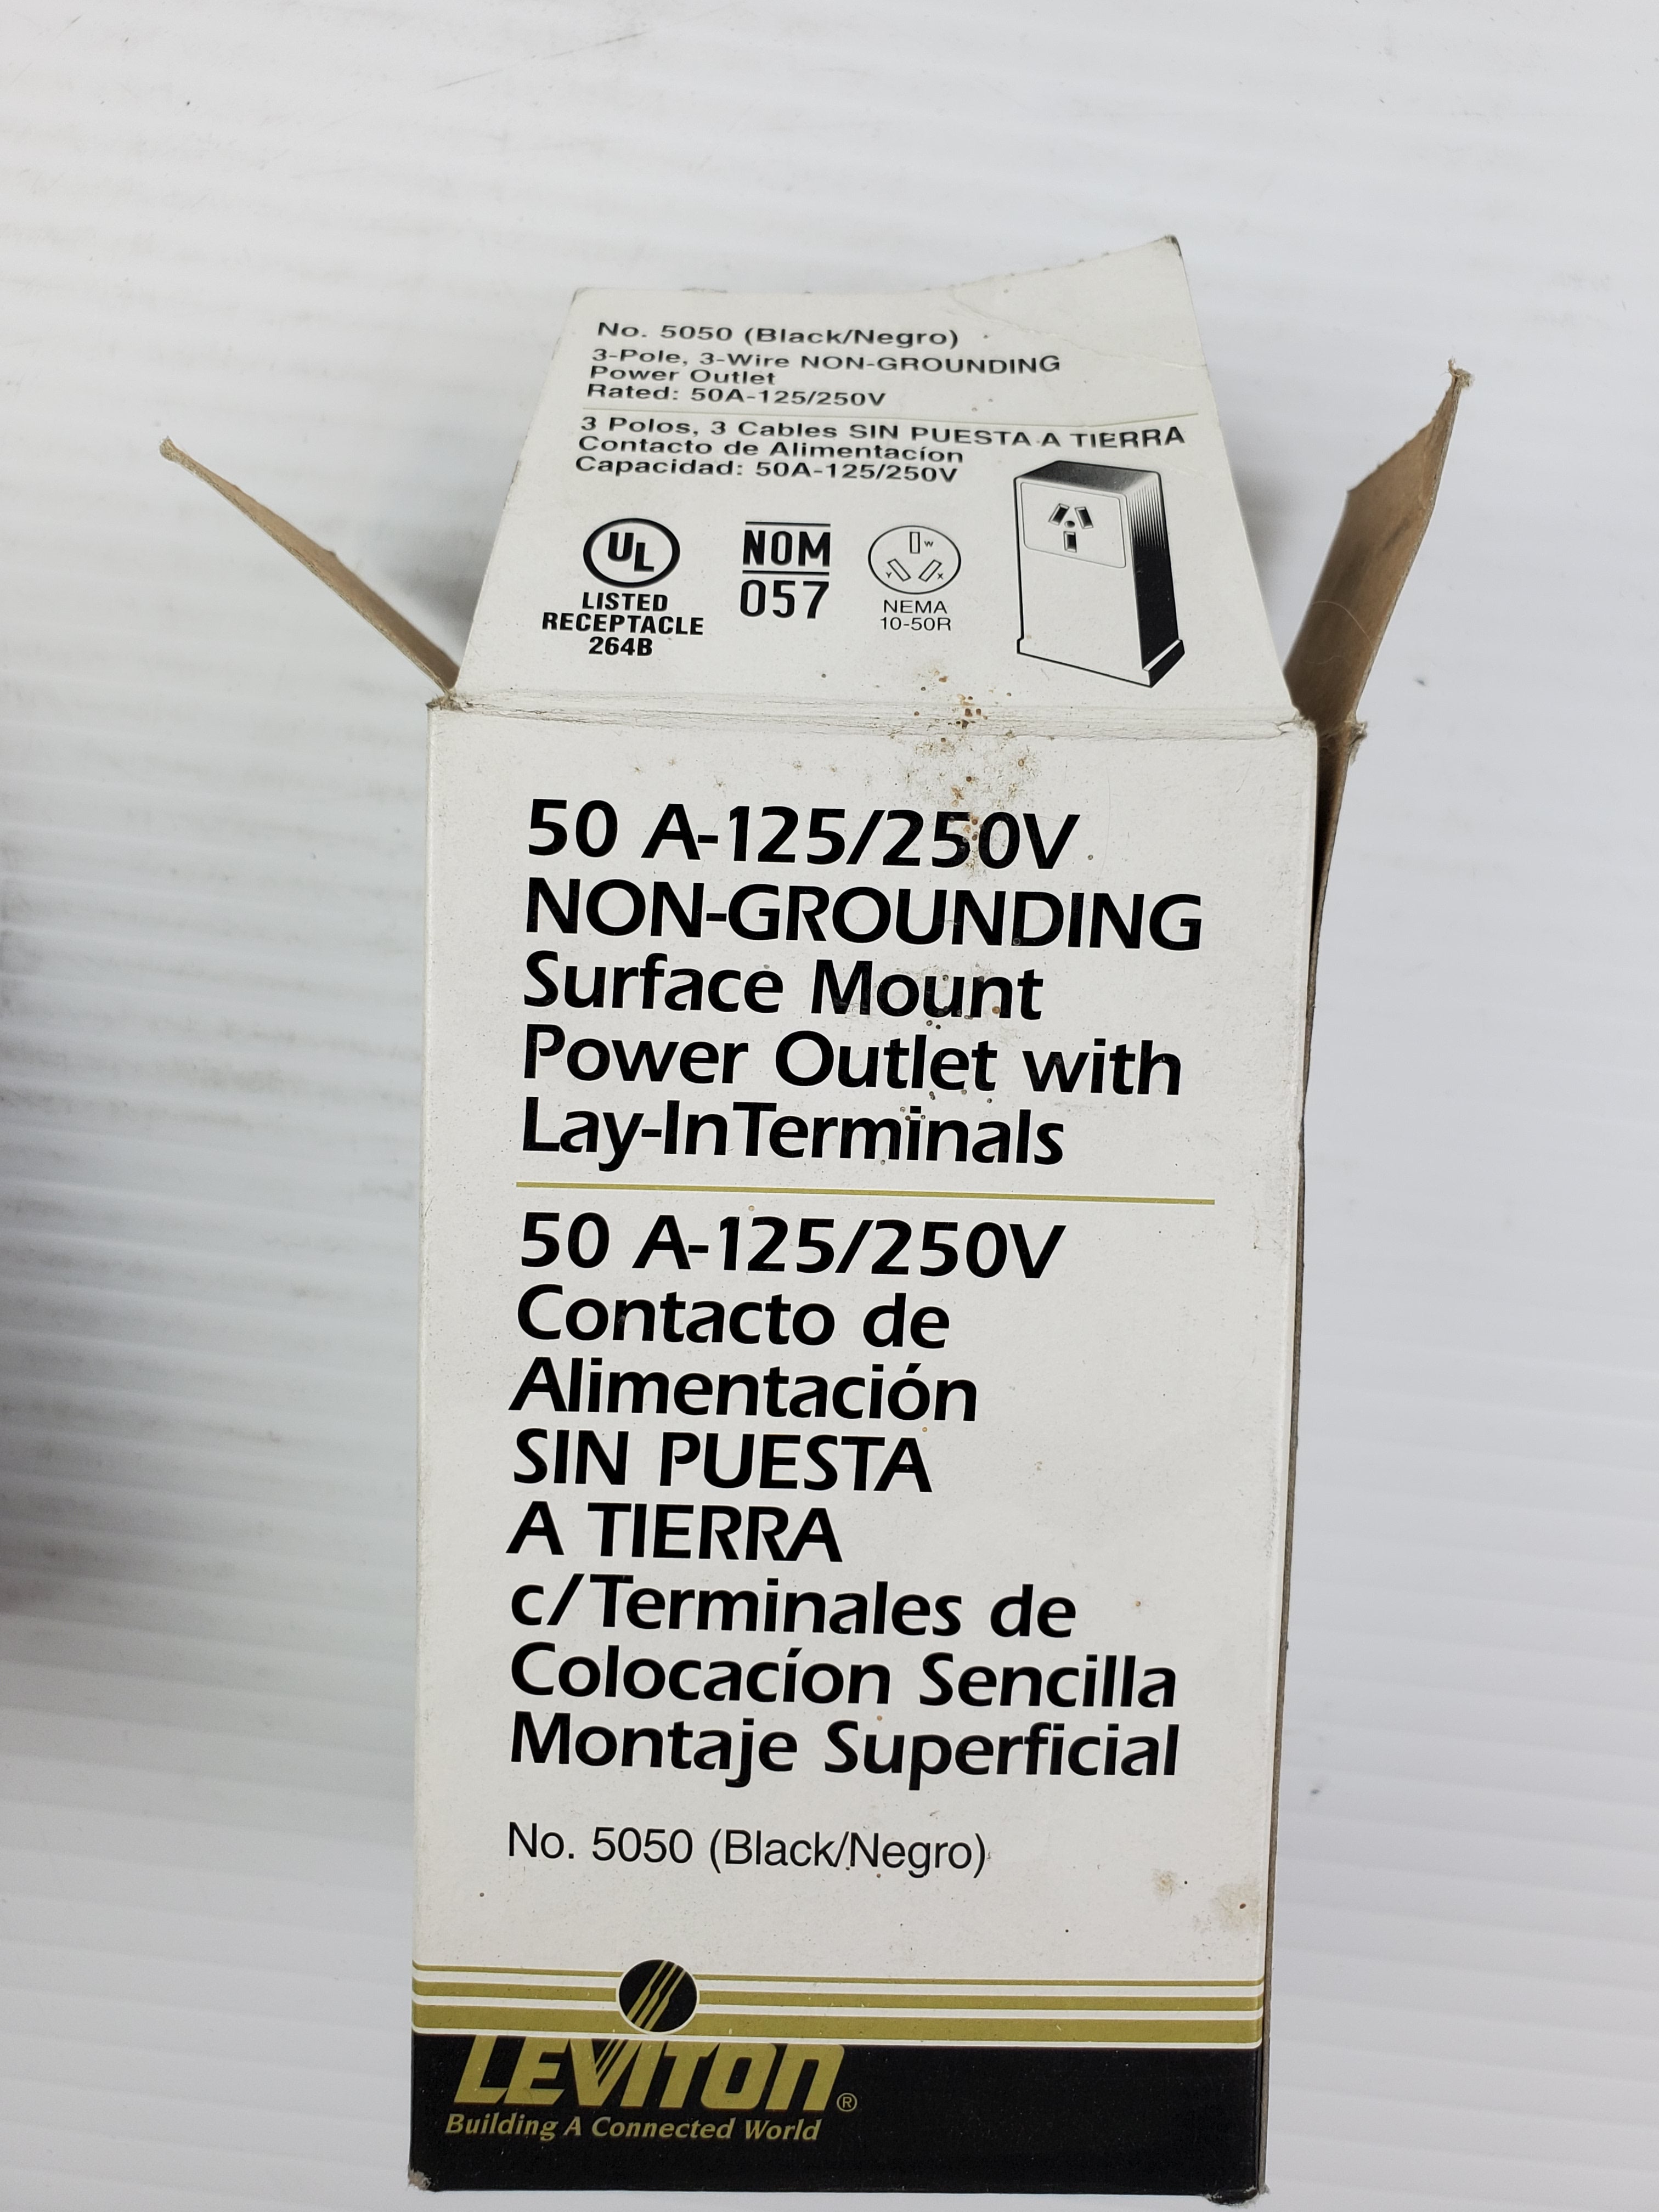 No. 5050 (Black/Negro)
3-Pole, 3-Wire NON-GROUNDING
Power Outlet
Rated: 50A-125/250V
3 Polos, 3 Cables SIN PUESTA A TIERRA
Contacto de Alimentacíon
Capacidad: 50A-125/250V
UL
LISTED
RECEPTACLE
264B
NOM
057
W
Y X
NEMA
10-50R
50 A-125/250V
NON-GROUNDING
Surface Mount
Power Outlet with
Lay-In Terminals
50 A-125/250V
Contacto de
Alimentación
SIN PUESTA
A TIERRA
c/Terminales de
Colocacíon Sencilla
Montaje Superficial
No. 5050 (Black/Negro)
LEVITON®
Building A Connected World